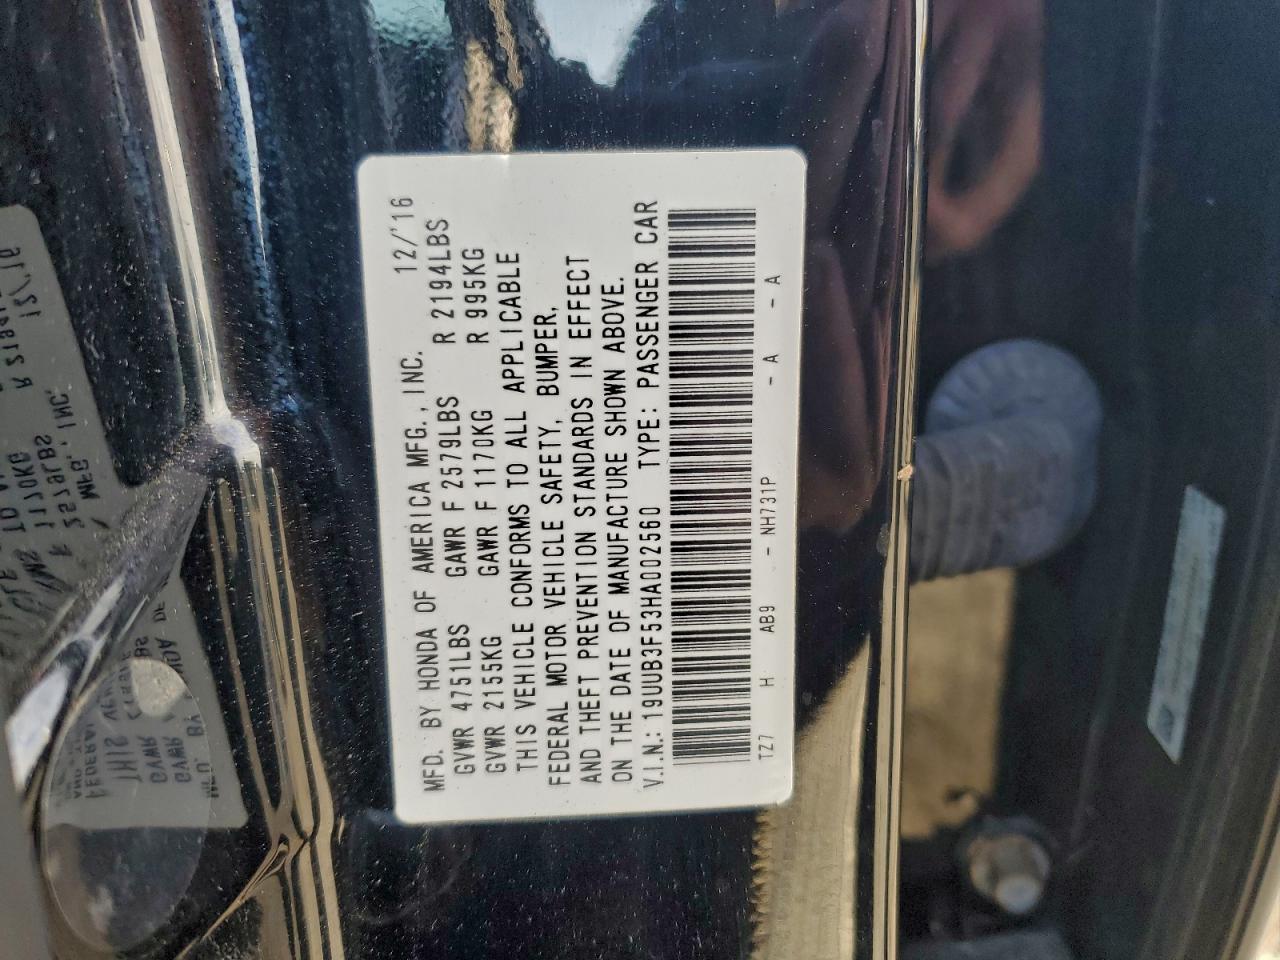 MFD. BY HONDA OF AMERICA MFG., INC. 12/'16
GVWR 4751LBS GAWR F 2579LBS R 2194LBS
GVWR 2155KG GAWR F 1170KG R 995KG
THIS VEHICLE CONFORMS TO ALL APPLICABLE
FEDERAL MOTOR VEHICLE SAFETY, BUMPER,
AND THEFT PREVENTION STANDARDS IN EFFECT
ON THE DATE OF MANUFACTURE SHOWN ABOVE.
V.I.N.: 19UUB3F53HA002560 TYPE: PASSENGER CAR
TZ7 H AB9 - NH731P - A - A